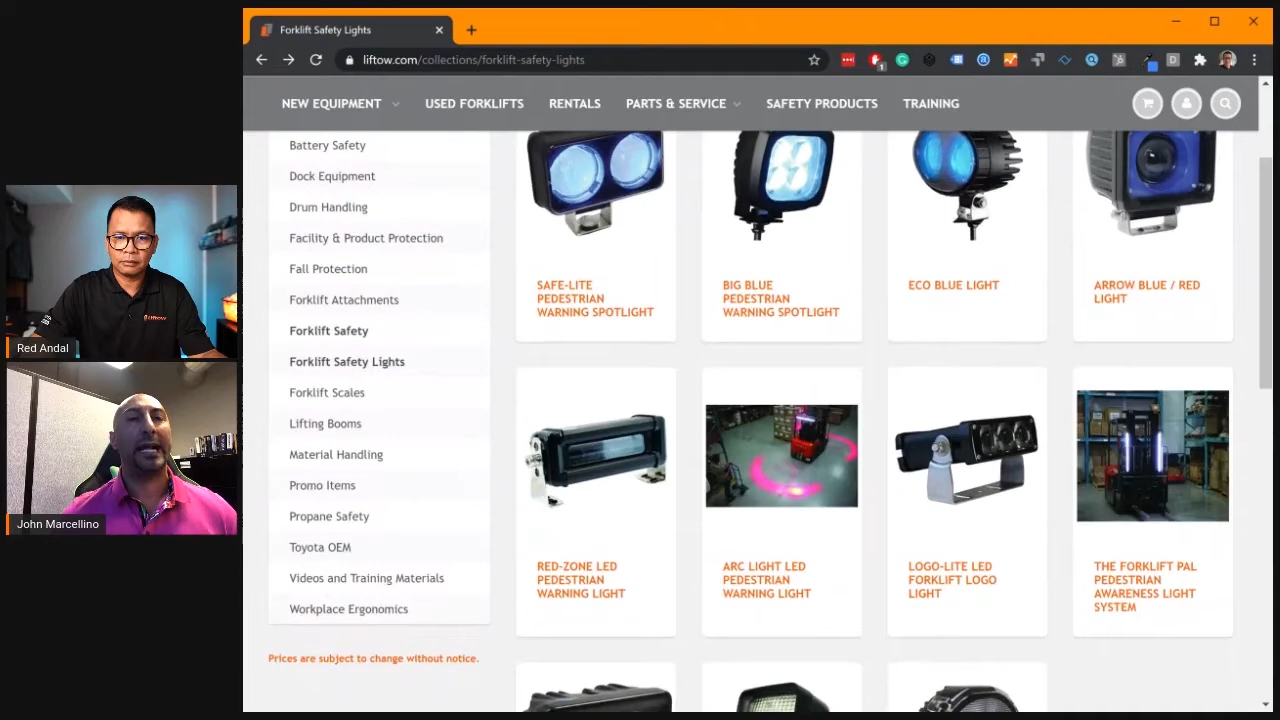 Forklift Safety Lights
liftow.com/collections/forklift-safety-lights
NEW EQUIPMENT
USED FORKLIFTS
RENTALS
PARTS & SERVICE
SAFETY PRODUCTS
TRAINING
Battery Safety
Dock Equipment
Drum Handling
Facility & Product Protection
Fall Protection
Forklift Attachments
Forklift Safety
Forklift Safety Lights
Forklift Scales
Lifting Booms
Material Handling
Promo Items
Propane Safety
Toyota OEM
Videos and Training Materials
Workplace Ergonomics
Prices are subject to change without notice.
SAFE-LITE
PEDESTRIAN
WARNING SPOTLIGHT
BIG BLUE
PEDESTRIAN
WARNING SPOTLIGHT
ECO BLUE LIGHT
ARROW BLUE / RED
LIGHT
RED-ZONE LED
PEDESTRIAN
WARNING LIGHT
ARC LIGHT LED
PEDESTRIAN
WARNING LIGHT
LOGO-LITE LED
FORKLIFT LOGO
LIGHT
THE FORKLIFT PAL
PEDESTRIAN
AWARENESS LIGHT
SYSTEM
Liftow
Red Andal
John Marcellino